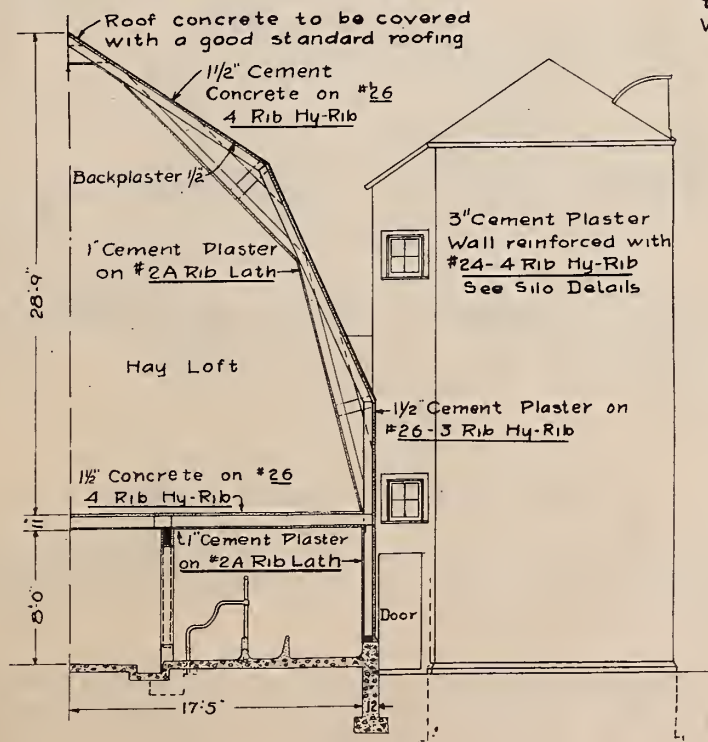 Roof concrete to be covered
with a good standard roofing
1 1/2" Cement
Concrete on #26
4 Rib Hy-Rib
Backplaster 1/2"
1" Cement Plaster
on #2A Rib Lath
28'-9"
Hay Loft
3" Cement Plaster
Wall reinforced with
#24-4 Rib Hy-Rib
See Silo Details
1 1/2" Cement Plaster on
#26-3 Rib Hy-Rib
1 1/2" Concrete on #26
4 Rib Hy-Rib
11"
1" Cement Plaster
on #2A Rib Lath
8'-0"
Door
17'-5"
12